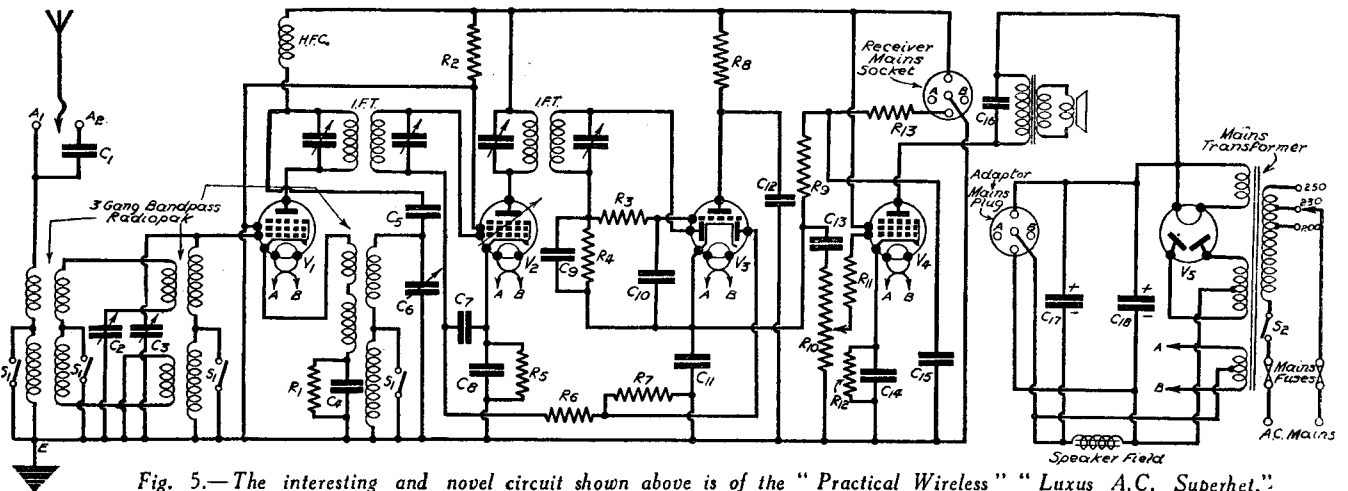 A1
A2
C1
3 Gang Bandpass
Radiopak
S1
S1
S1
C2
C3
E
H.F.C.
I.F.T.
V1
A B
R1
C4
S1
C5
C6
R2
C7
C8
R5
V2
A B
I.F.T.
C9
R3
R4
C10
R6
R7
V3
A B
C11
R8
C12
R9
C13
R10
R11
R12
R13
V4
A B
C14
C15
Receiver
Mains
Socket
A B
C16
Adaptor
Mains
Plug
A B
C17
+
-
C18
+
-
Speaker Field
V5
A
B
Mains
Transformer
250
230
200
S2
Mains
Fuses
A.C. Mains
Fig. 5.—The interesting and novel circuit shown above is of the "Practical Wireless" "Luxus A.C. Superhet."